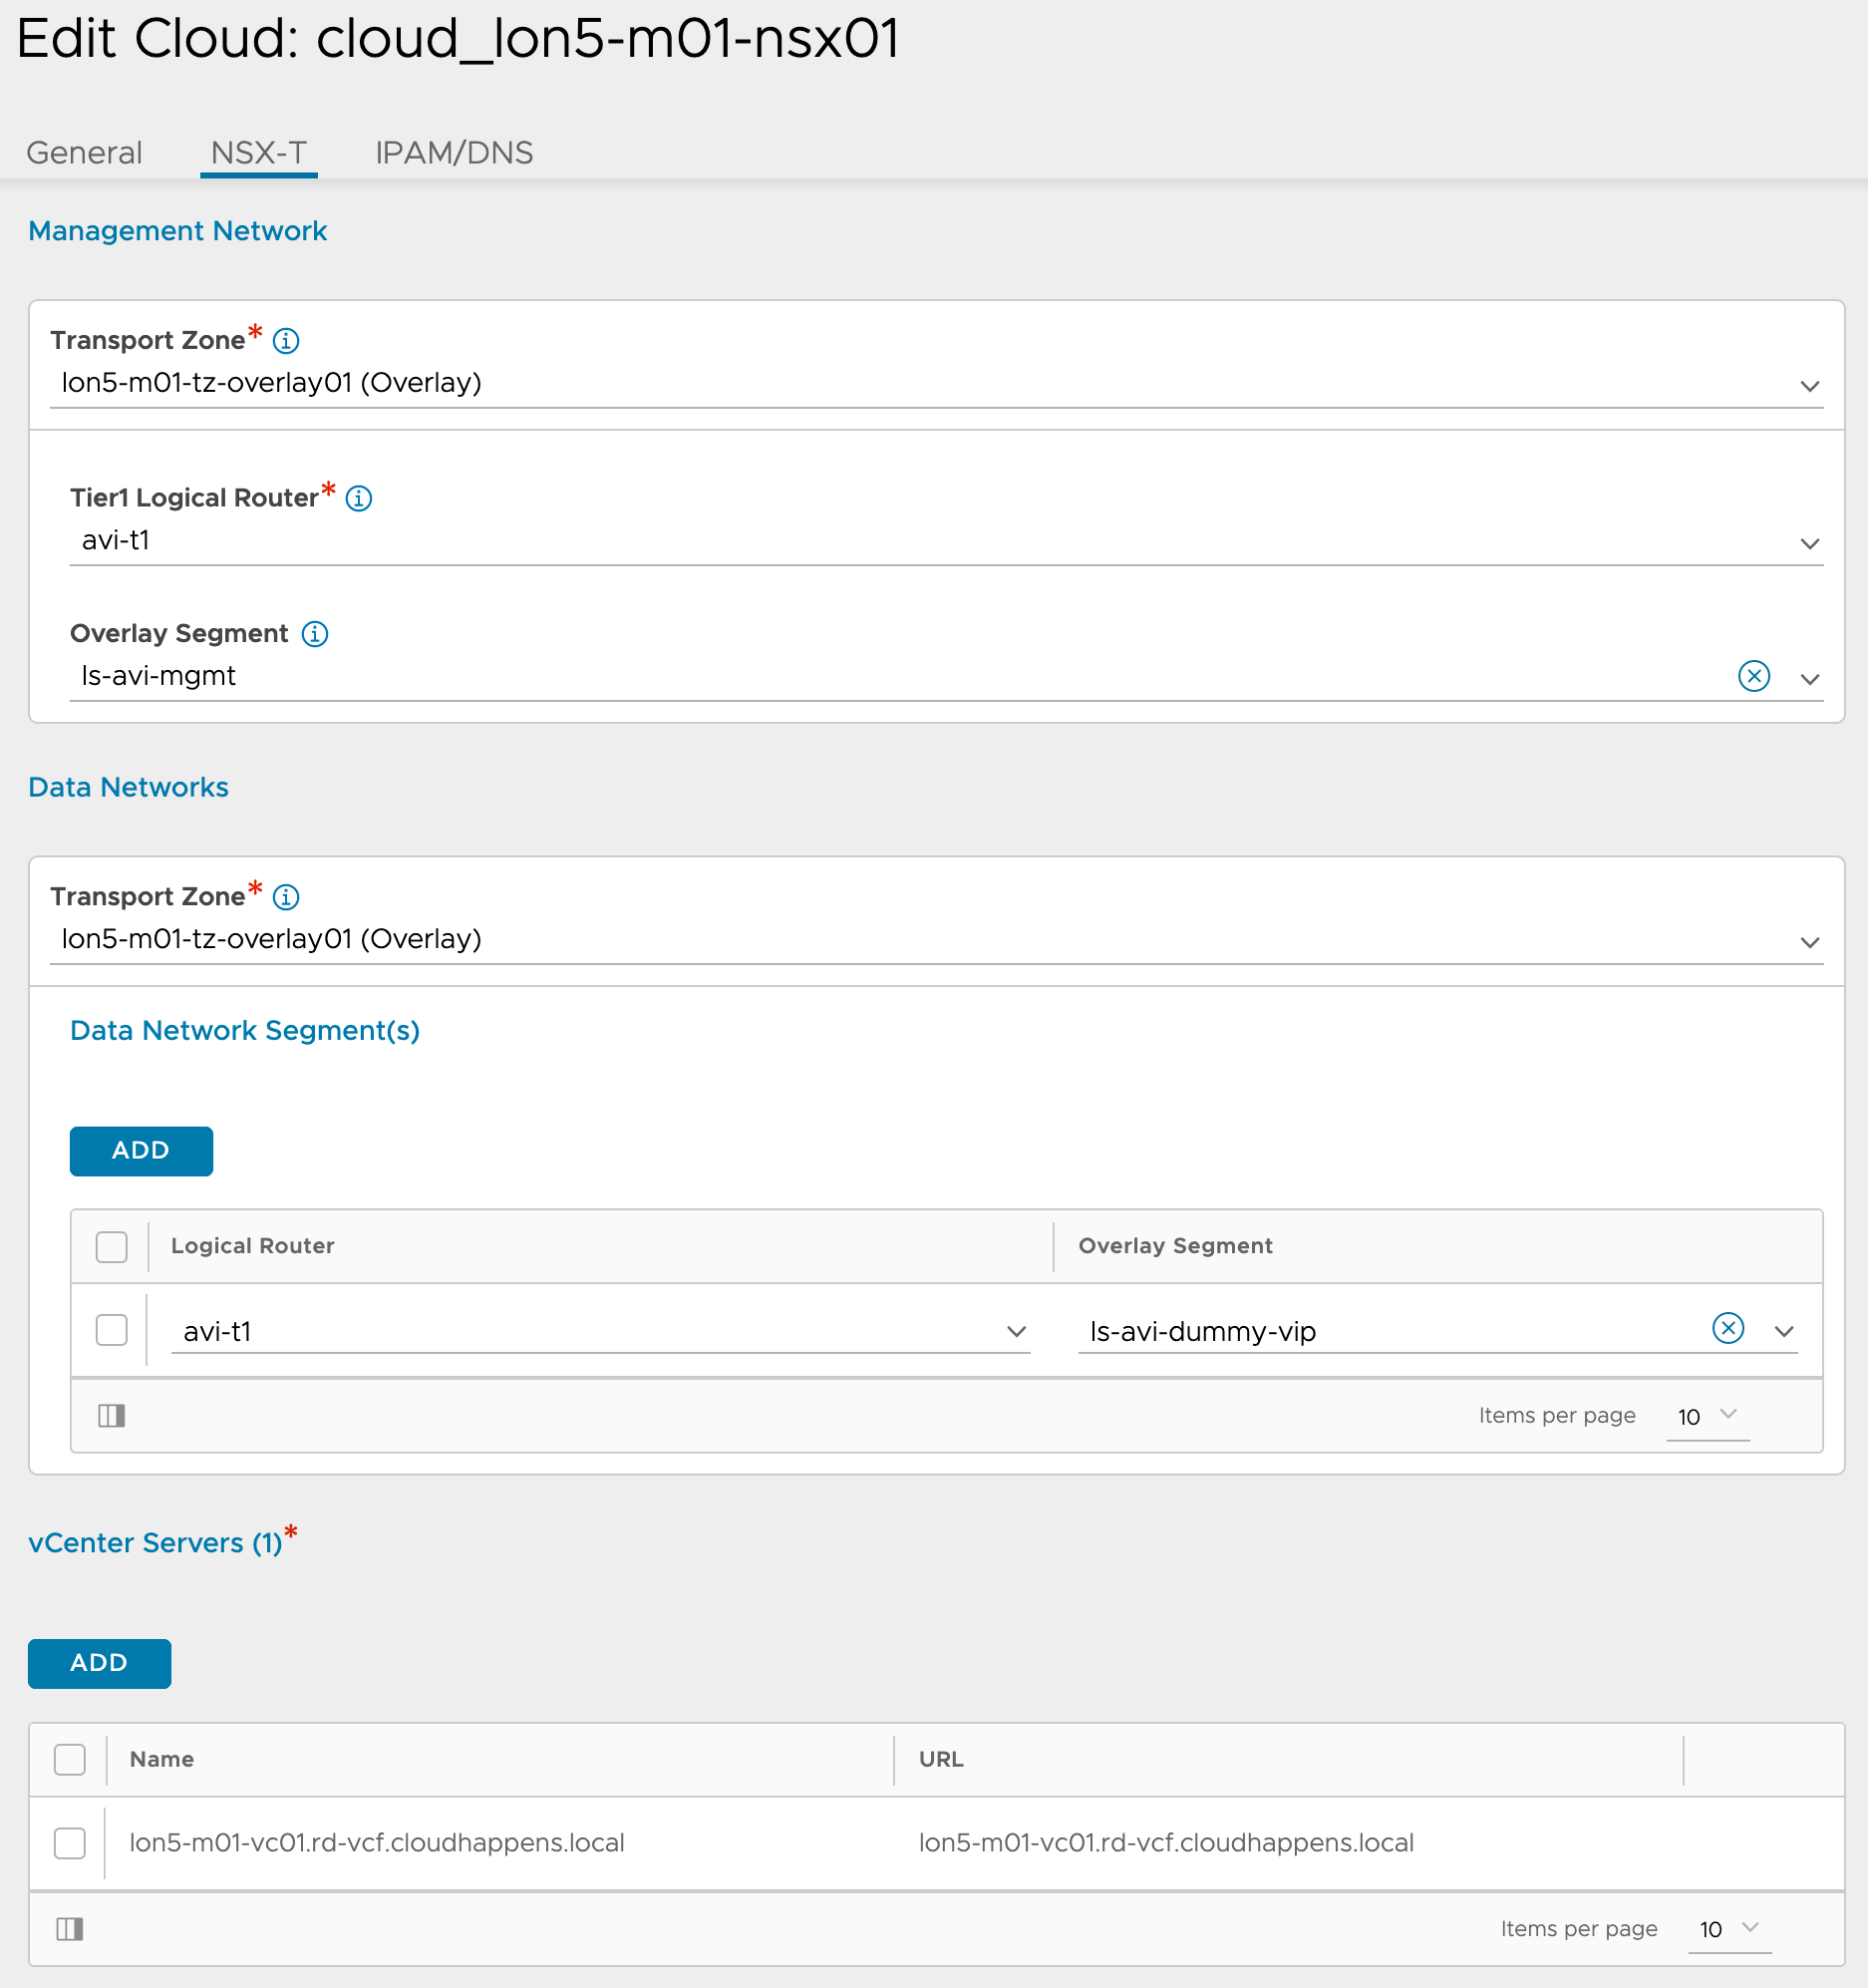 Edit Cloud: cloud_lon5-m01-nsx01
General NSX-T IPAM/DNS
Management Network
Transport Zone*
lon5-m01-tz-overlay01 (Overlay)
Tier1 Logical Router*
avi-t1
Overlay Segment
ls-avi-mgmt
Data Networks
Transport Zone*
lon5-m01-tz-overlay01 (Overlay)
Data Network Segment(s)
ADD
Logical Router Overlay Segment
avi-t1 ls-avi-dummy-vip
Items per page 10
vCenter Servers (1)*
ADD
Name URL
lon5-m01-vc01.rd-vcf.cloudhappens.local lon5-m01-vc01.rd-vcf.cloudhappens.local
Items per page 10